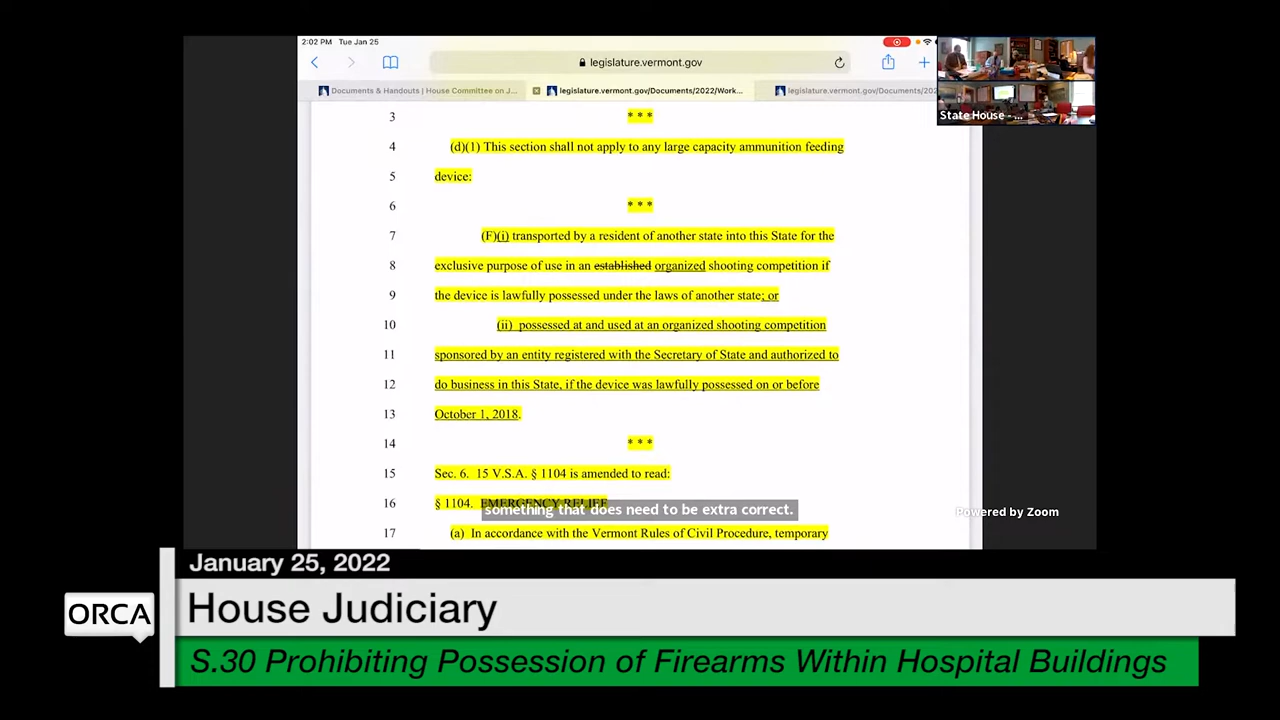 2:02 PM Tue Jan 25
legislature.vermont.gov
Documents & Handouts | House Committee on J...
legislature.vermont.gov/Documents/2022/Work...
legislature.vermont.gov/Documents/202
State House - ...
3 * * *
4 (d)(1) This section shall not apply to any large capacity ammunition feeding
5 device:
6 * * *
7 (F)(i) transported by a resident of another state into this State for the
8 exclusive purpose of use in an established organized shooting competition if
9 the device is lawfully possessed under the laws of another state; or
10 (ii) possessed at and used at an organized shooting competition
11 sponsored by an entity registered with the Secretary of State and authorized to
12 do business in this State, if the device was lawfully possessed on or before
13 October 1, 2018.
14 * * *
15 Sec. 6. 15 V.S.A. § 1104 is amended to read:
16 § 1104. EMERGENCY RELIEF
something that does need to be extra correct.
Powered by Zoom
17 (a) In accordance with the Vermont Rules of Civil Procedure, temporary
January 25, 2022
ORCA
House Judiciary
S.30 Prohibiting Possession of Firearms Within Hospital Buildings